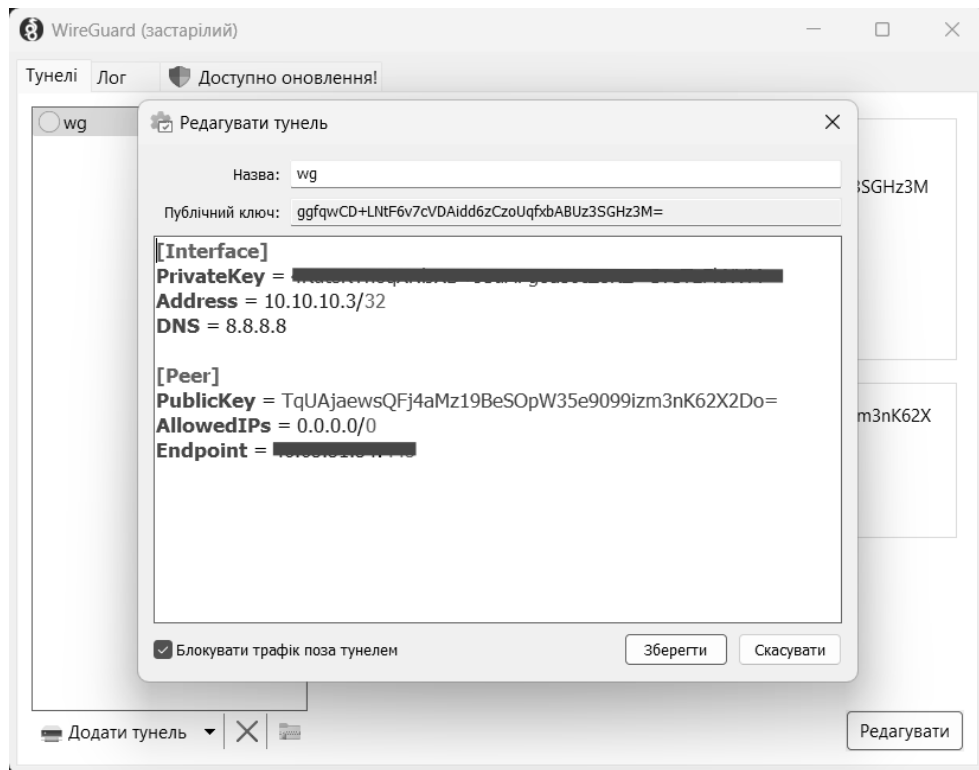 WireGuard (застарілий)
Тунелі Лог Доступно оновлення!
wg
Редагувати тунель
Назва: wg
Публічний ключ: ggfqwCD+LNtF6v7cVDAidd6zCzoUqfxbABUz3SGHz3M=
3SGHz3M
[Interface]
PrivateKey =
Address = 10.10.10.3/32
DNS = 8.8.8.8
[Peer]
PublicKey = TqUAjaewsQFj4aMz19BeSOpW35e9099izm3nK62X2Do=
m3nK62X
AllowedIPs = 0.0.0.0/0
Endpoint =
Блокувати трафік поза тунелем
Зберегти Скасувати
Додати тунель Редагувати